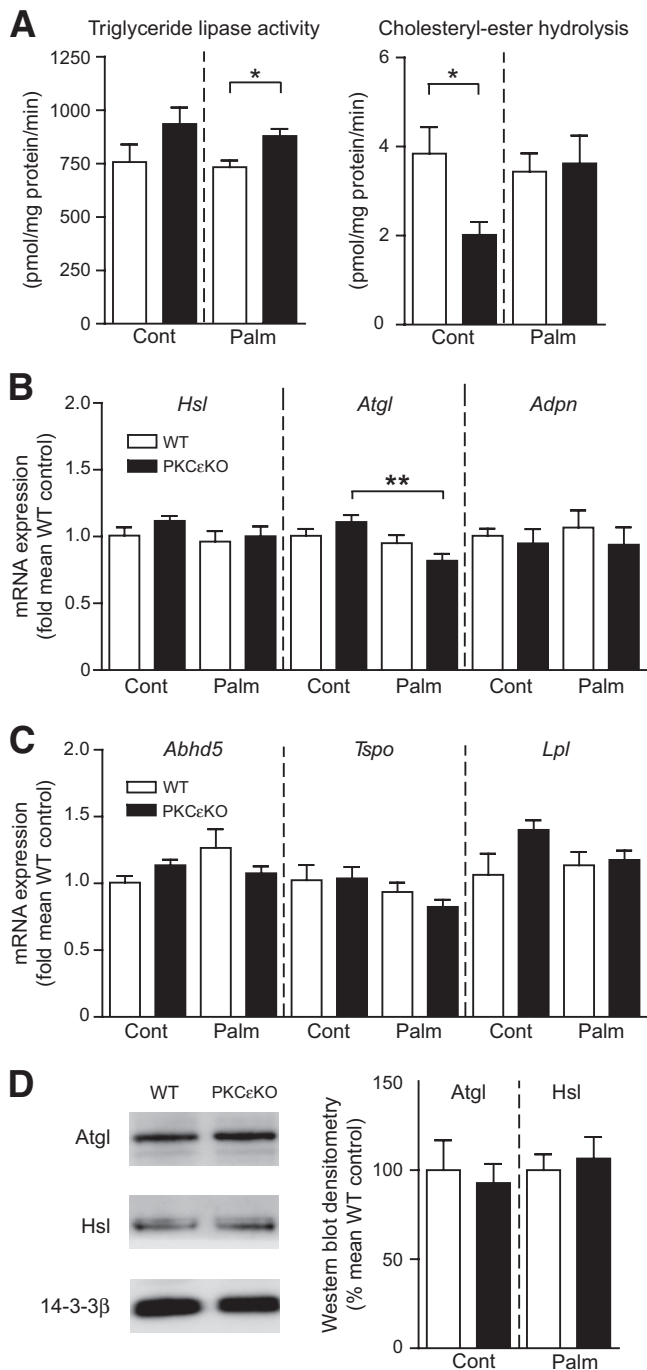 A
Triglyceride lipase activity
Cholesteryl-ester hydrolysis
(pmol/mg protein/min)
1250
1000
750
500
250
0
*
Cont
Palm
(pmol/mg protein/min)
6
4
2
0
*
Cont
Palm
B
mRNA expression
(fold mean WT control)
2.0
1.5
1.0
0.5
0
Hsl
Atgl
Adpn
WT
PKCεKO
**
Cont
Palm
Cont
Palm
Cont
Palm
C
mRNA expression
(fold mean WT control)
2.0
1.5
1.0
0.5
0
Abhd5
Tspo
Lpl
WT
PKCεKO
Cont
Palm
Cont
Palm
Cont
Palm
D
WT
PKCεKO
Atgl
Hsl
14-3-3β
Western blot densitometry
(% mean WT control)
150
100
50
0
Atgl
Hsl
Cont
Palm